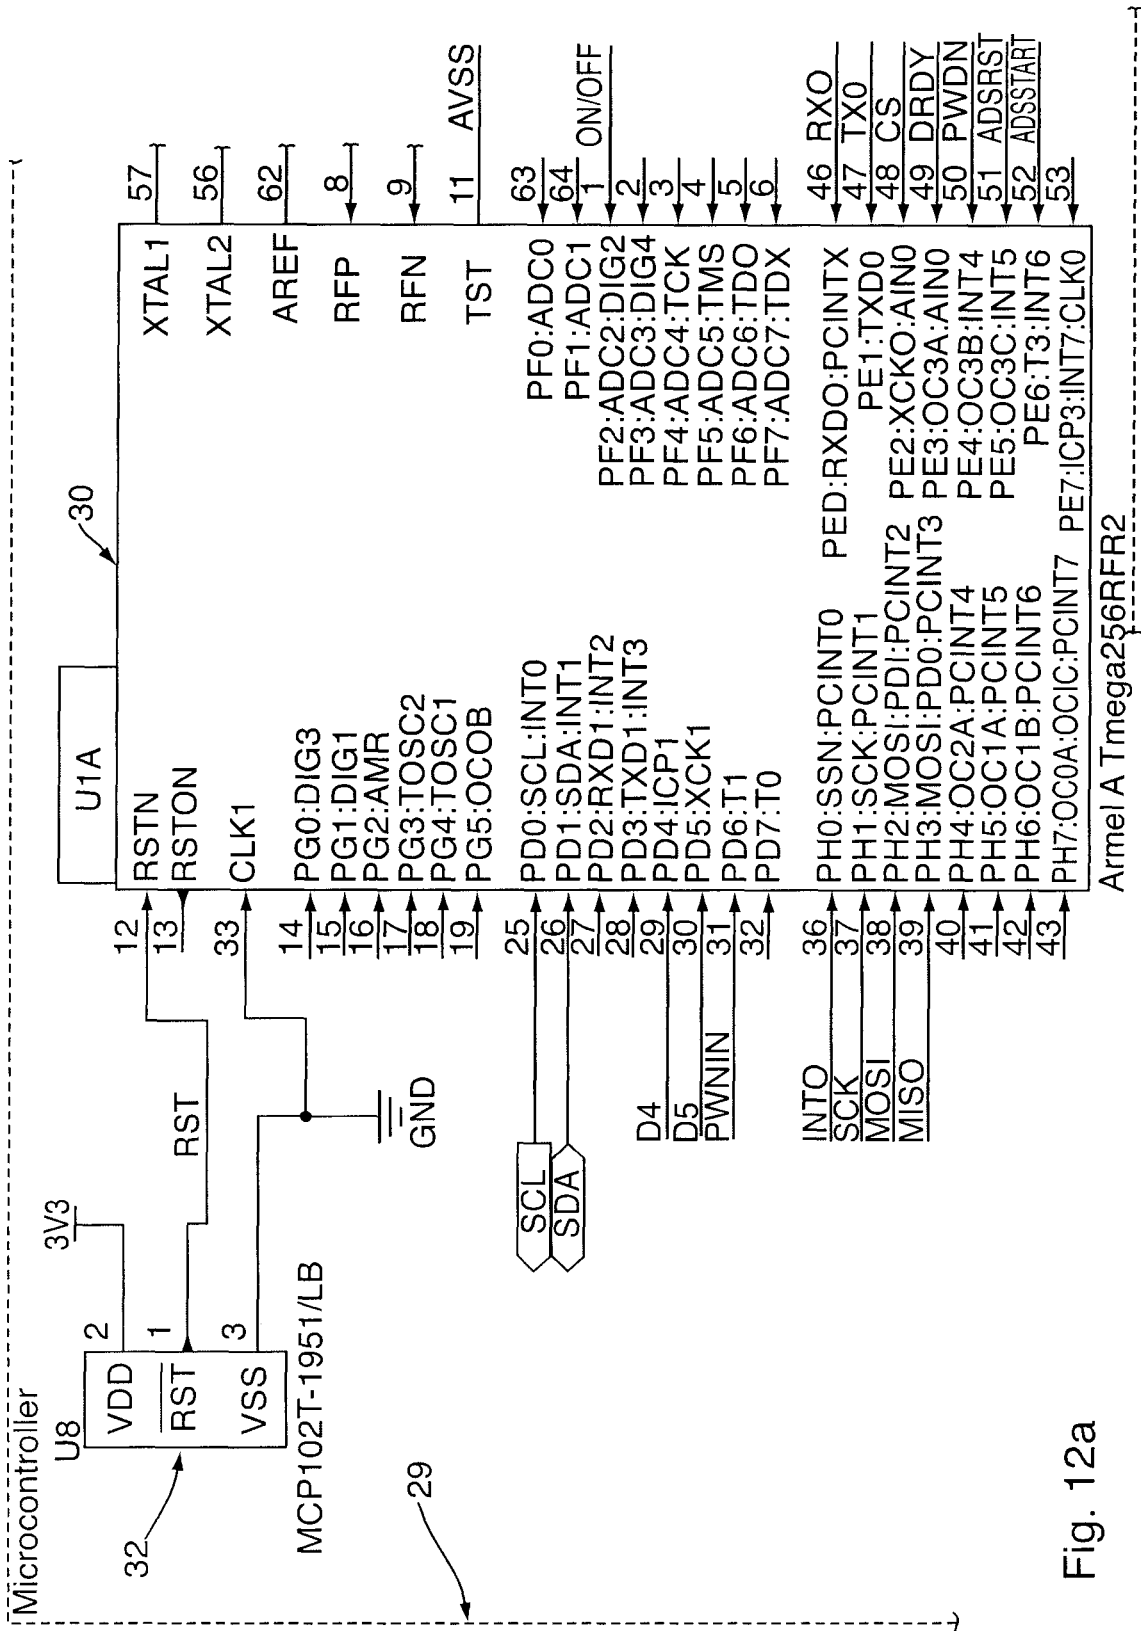 Microcontroller
U8
VDD
2
3V3
RST
1
RST
VSS
3
MCP102T-1951/LB
32
29
GND
U1A
30
12
RSTN
13
RSTON
33
CLK1
14
PG0:DIG3
15
PG1:DIG1
16
PG2:AMR
17
PG3:TOSC2
18
PG4:TOSC1
19
PG5:OCOB
SCL
25
PD0:SCL:INT0
SDA
26
PD1:SDA:INT1
27
PD2:RXD1:INT2
28
PD3:TXD1:INT3
D4
29
PD4:ICP1
D5
30
PD5:XCK1
PWNIN
31
PD6:T1
32
PD7:T0
INTO
36
PH0:SSN:PCINT0
SCK
37
PH1:SCK:PCINT1
MOSI
38
PH2:MOSI:PDI:PCINT2
MISO
39
PH3:MOSI:PD0:PCINT3
40
PH4:OC2A:PCINT4
41
PH5:OC1A:PCINT5
42
PH6:OC1B:PCINT6
43
PH7:OC0A:OCIC:PCINT7
XTAL1
57
XTAL2
56
AREF
62
RFP
8
RFN
9
TST
11
AVSS
PF0:ADC0
63
PF1:ADC1
64
PF2:ADC2:DIG2
1
ON/OFF
PF3:ADC3:DIG4
2
PF4:ADC4:TCK
3
PF5:ADC5:TMS
4
PF6:ADC6:TDO
5
PF7:ADC7:TDX
6
PED:RXDO:PCINTX
46
RXO
PE1:TXD0
47
TX0
PE2:XCKO:AIN0
48
CS
PE3:OC3A:AIN0
49
DRDY
PE4:OC3B:INT4
50
PWDN
PE5:OC3C:INT5
51
ADSRST
PE6:T3:INT6
52
ADSSTART
PE7:ICP3:INT7:CLK0
53
Armel A Tmega256RFR2
Fig. 12a